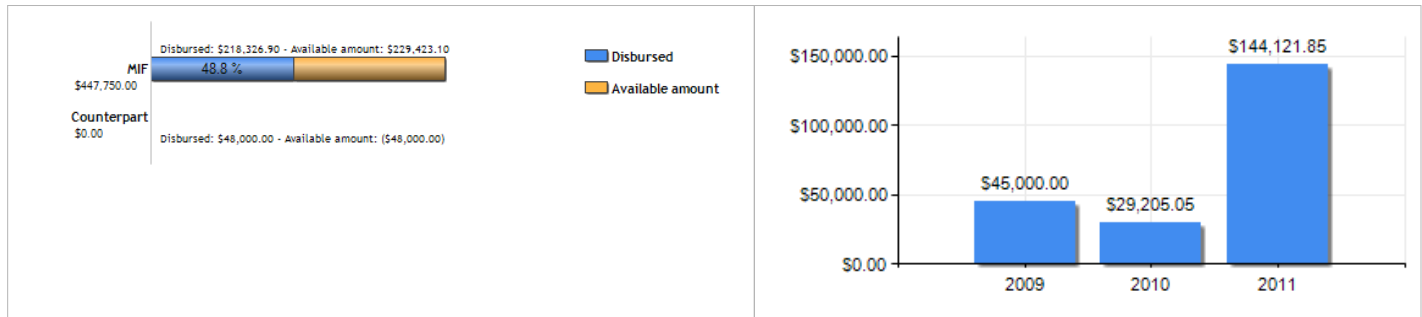 Disbursed: $218,326.90 - Available amount: $229,423.10
MIF
48.8 %
$447,750.00
Counterpart
$0.00
Disbursed: $48,000.00 - Available amount: ($48,000.00)
Disbursed
Available amount
$150,000.00
$100,000.00
$50,000.00
$0.00
$45,000.00
$29,205.05
$144,121.85
2009
2010
2011